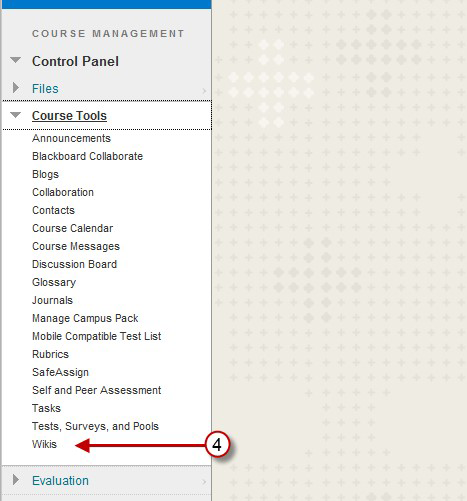 COURSE MANAGEMENT
Control Panel
Files
Course Tools
Announcements
Blackboard Collaborate
Blogs
Collaboration
Contacts
Course Calendar
Course Messages
Discussion Board
Glossary
Journals
Manage Campus Pack
Mobile Compatible Test List
Rubrics
SafeAssign
Self and Peer Assessment
Tasks
Tests, Surveys, and Pools
Wikis 4
Evaluation